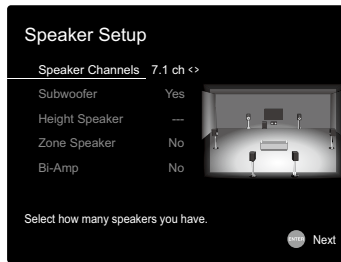 Speaker Setup
Speaker Channels 7.1 ch <>
Subwoofer Yes
Height Speaker ---
Zone Speaker No
Bi-Amp No
Select how many speakers you have.
ENTER Next